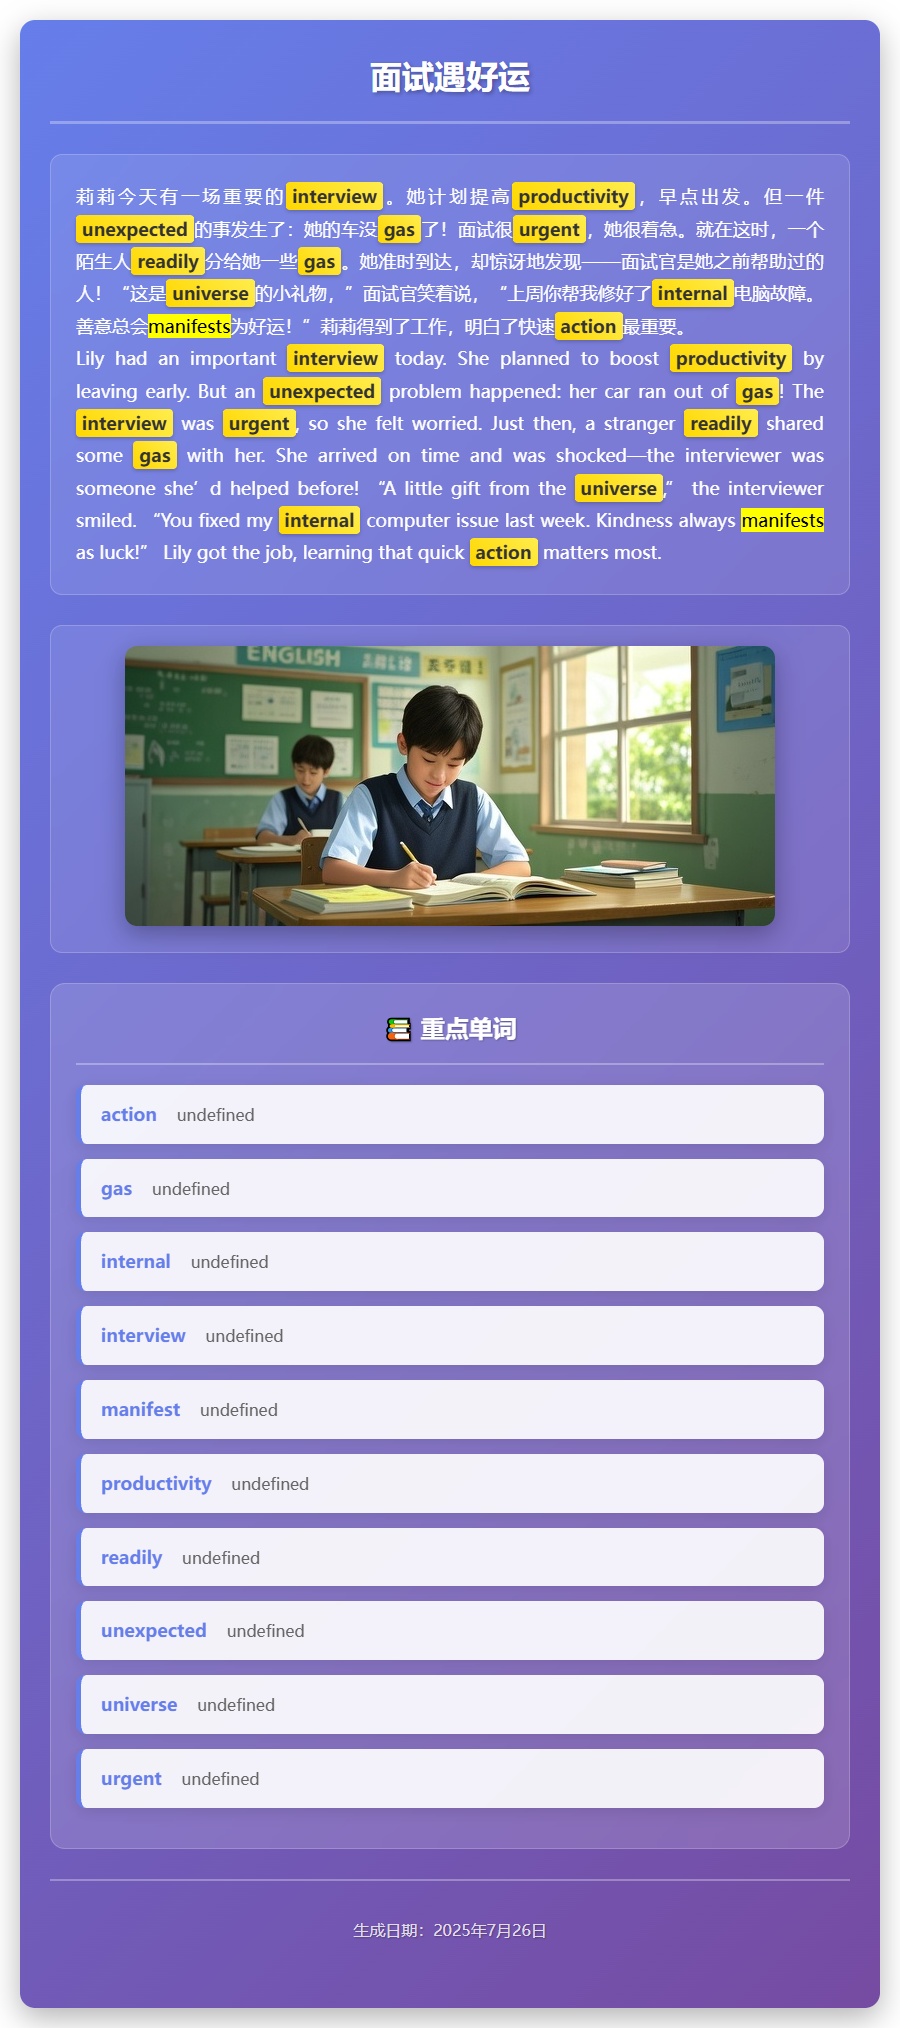 面试遇好运
莉莉今天有一场重要的interview。她计划提高productivity，早点出发。但一件
unexpected的事发生了：她的车没gas了！面试很urgent，她很着急。就在这时，一个
陌生人readily分给她一些gas。她准时到达，却惊讶地发现——面试官是她之前帮助过的
人！“这是universe的小礼物，”面试官笑着说，“上周你帮我修好了internal电脑故障。
善意总会manifests为好运！“莉莉得到了工作，明白了快速action最重要。
Lily had an important interview today. She planned to boost productivity by
leaving early. But an unexpected problem happened: her car ran out of gas! The
interview was urgent, so she felt worried. Just then, a stranger readily shared
some gas with her. She arrived on time and was shocked—the interviewer was
someone she’d helped before! “A little gift from the universe,” the interviewer
smiled. “You fixed my internal computer issue last week. Kindness always manifests
as luck!” Lily got the job, learning that quick action matters most.
ENGLISH
📚 重点单词
action undefined
gas undefined
internal undefined
interview undefined
manifest undefined
productivity undefined
readily undefined
unexpected undefined
universe undefined
urgent undefined
生成日期：2025年7月26日